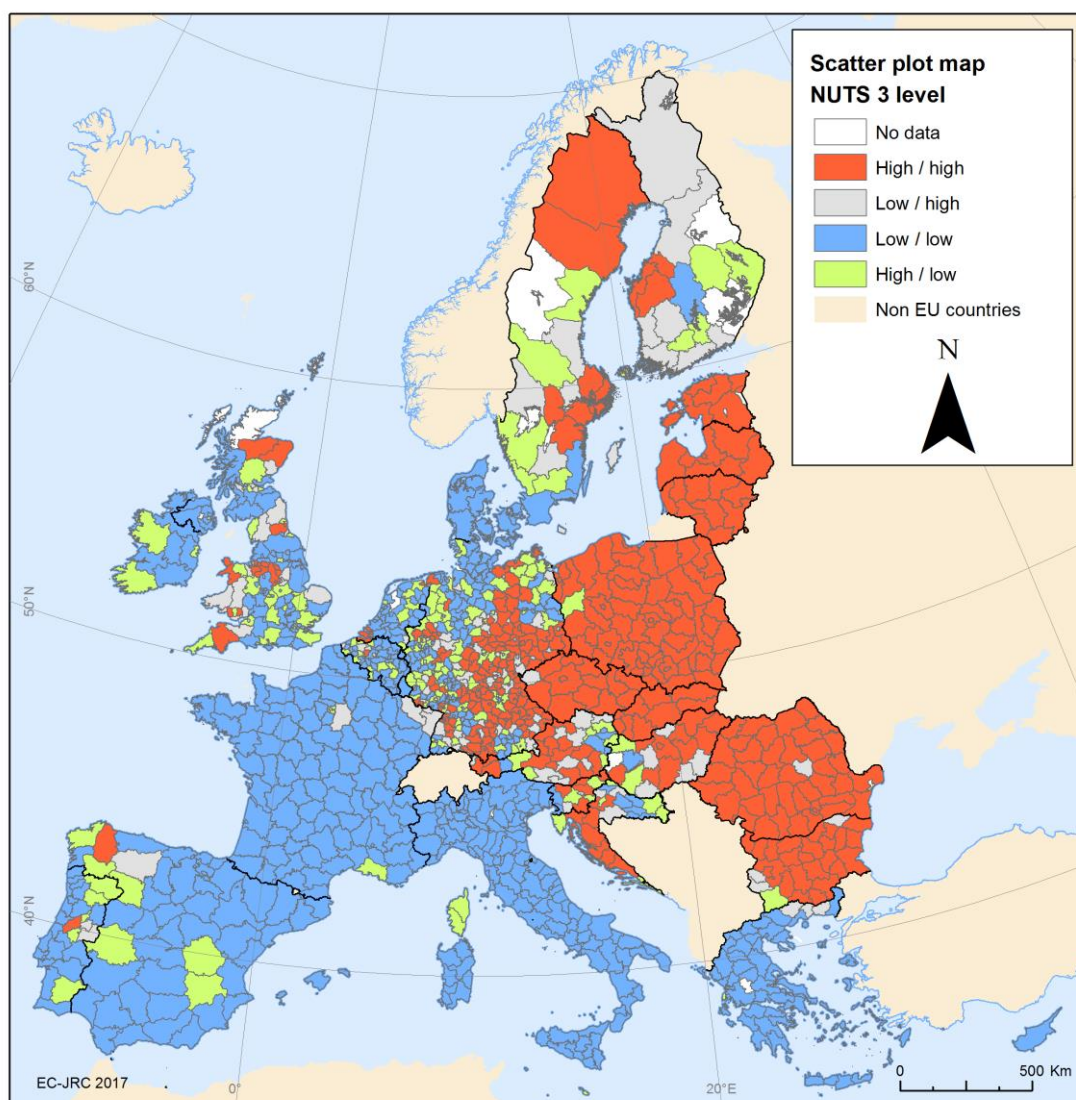 Scatter plot map
NUTS 3 level
No data
High / high
Low / high
Low / low
High / low
Non EU countries
N
60°N
50°N
40°N
EC-JRC 2017
0°
20°E
0
500 Km